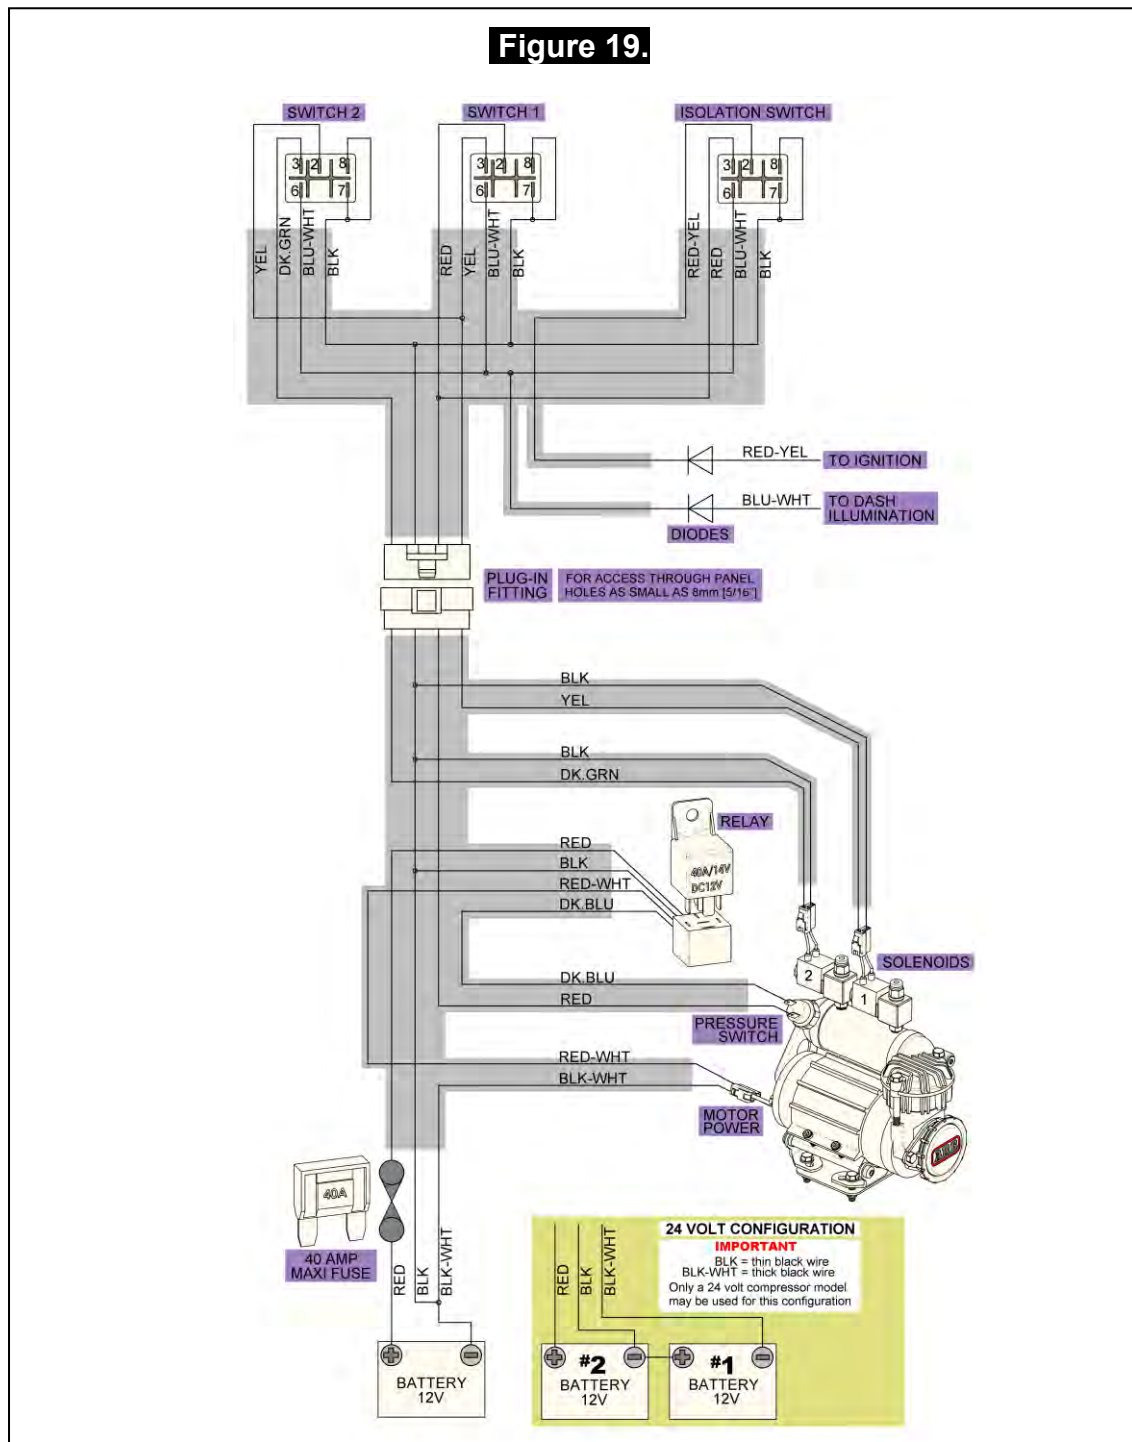 Figure 19.
SWITCH 2
SWITCH 1
ISOLATION SWITCH
3 2 8
6 7
3 2 8
6 7
3 2 8
6 7
YEL
DK.GRN
BLU-WHT
BLK
RED
YEL
BLU-WHT
BLK
RED-YEL
RED
BLU-WHT
BLK
RED-YEL
TO IGNITION
BLU-WHT
TO DASH
ILLUMINATION
DIODES
PLUG-IN
FITTING
FOR ACCESS THROUGH PANEL
HOLES AS SMALL AS 8mm [5/16"]
BLK
YEL
BLK
DK.GRN
RELAY
40A/14V
DC12V
RED
BLK
RED-WHT
DK.BLU
SOLENOIDS
2
1
DK.BLU
RED
PRESSURE
SWITCH
RED-WHT
BLK-WHT
MOTOR
POWER
ARB
40A
40 AMP
MAXI FUSE
RED
BLK
BLK-WHT
BATTERY
12V
24 VOLT CONFIGURATION
IMPORTANT
BLK = thin black wire
BLK-WHT = thick black wire
Only a 24 volt compressor model
may be used for this configuration
RED
BLK
BLK-WHT
#2
BATTERY
12V
#1
BATTERY
12V